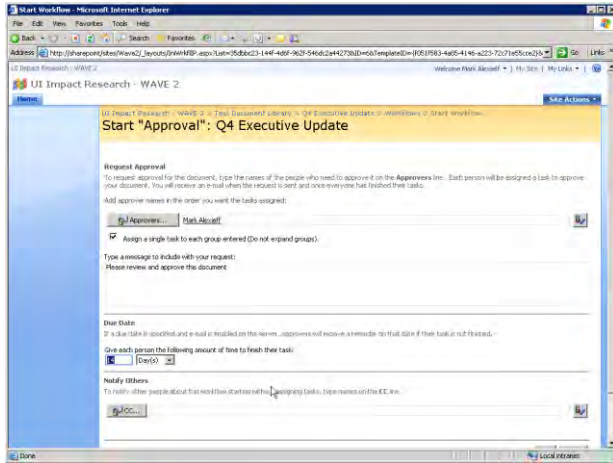 Start Workflow - Microsoft Internet Explorer
File Edit View Favorites Tools Help
Back Search Favorites
Address Go Links
UI Impact Research - WAVE 2 Welcome Mark Alexieff My Site My Links
UI Impact Research - WAVE 2
Home Site Actions
UI Impact Research - WAVE 2 > Test Document Library > Q4 Executive Update > Workflows > Start Workflow
Start "Approval": Q4 Executive Update
Request Approval
To request approval for this document, type the names of the people who need to approve it on the Approvers line. Each person will be assigned a task to approve
your document. You will receive an e-mail when the request is sent and once everyone has finished their tasks.
Add approver names in the order you want the tasks assigned:
Approvers... Mark Alexieff
Assign a single task to each group entered (Do not expand groups).
Type a message to include with your request:
Please review and approve this document
Due Date
If a due date is specified and e-mail is enabled on the server, approvers will receive a reminder on that date if their task is not finished.
Give each person the following amount of time to finish their task:
Day(s)
Notify Others
To notify other people about this workflow starting without assigning tasks, type names on the CC line.
CC...
Done Local intranet